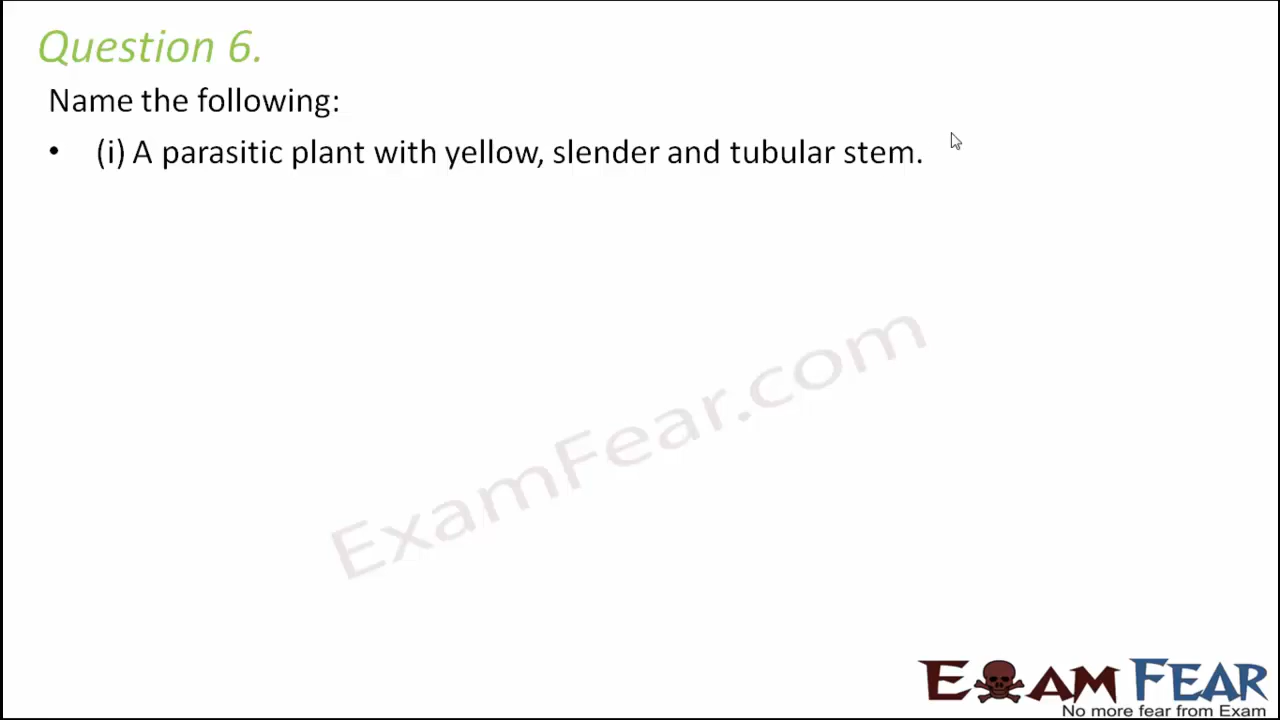 Question 6.
Name the following:
• (i) A parasitic plant with yellow, slender and tubular stem.
ExamFear.com
EXAM FEAR
No more fear from Exam